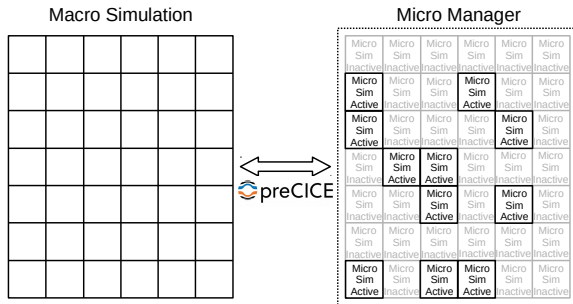 Macro Simulation
Micro Manager
Micro Micro Micro Micro Micro Micro
Sim Sim Sim Sim Sim Sim
Inactive Inactive Inactive Inactive Inactive Inactive
Micro Micro Micro Micro Micro Micro
Sim Sim Sim Sim Sim Sim
Active Inactive Inactive Active Inactive Inactive
Micro Micro Micro Micro Micro Micro
Sim Sim Sim Sim Sim Sim
Active Inactive Inactive Inactive Active Inactive
Micro Micro Micro Micro Micro Micro
Sim Sim Sim Sim Sim Sim
Inactive Active Active Inactive Inactive Inactive
preCICE
Micro Micro Micro Micro Micro Micro
Sim Sim Sim Sim Sim Sim
Inactive Inactive Active Inactive Active Inactive
Micro Micro Micro Micro Micro Micro
Sim Sim Sim Sim Sim Sim
Inactive Inactive Inactive Inactive Inactive Inactive
Micro Micro Micro Micro Micro Micro
Sim Sim Sim Sim Sim Sim
Active Inactive Active Active Inactive Inactive